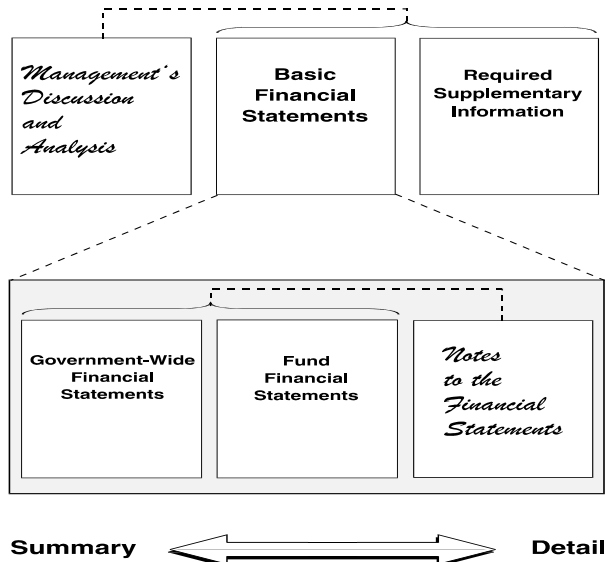 Management's
Discussion
and
Analysis
Basic
Financial
Statements
Required
Supplementary
Information
Government-Wide
Financial
Statements
Fund
Financial
Statements
Notes
to the
Financial
Statements
Summary
Detail